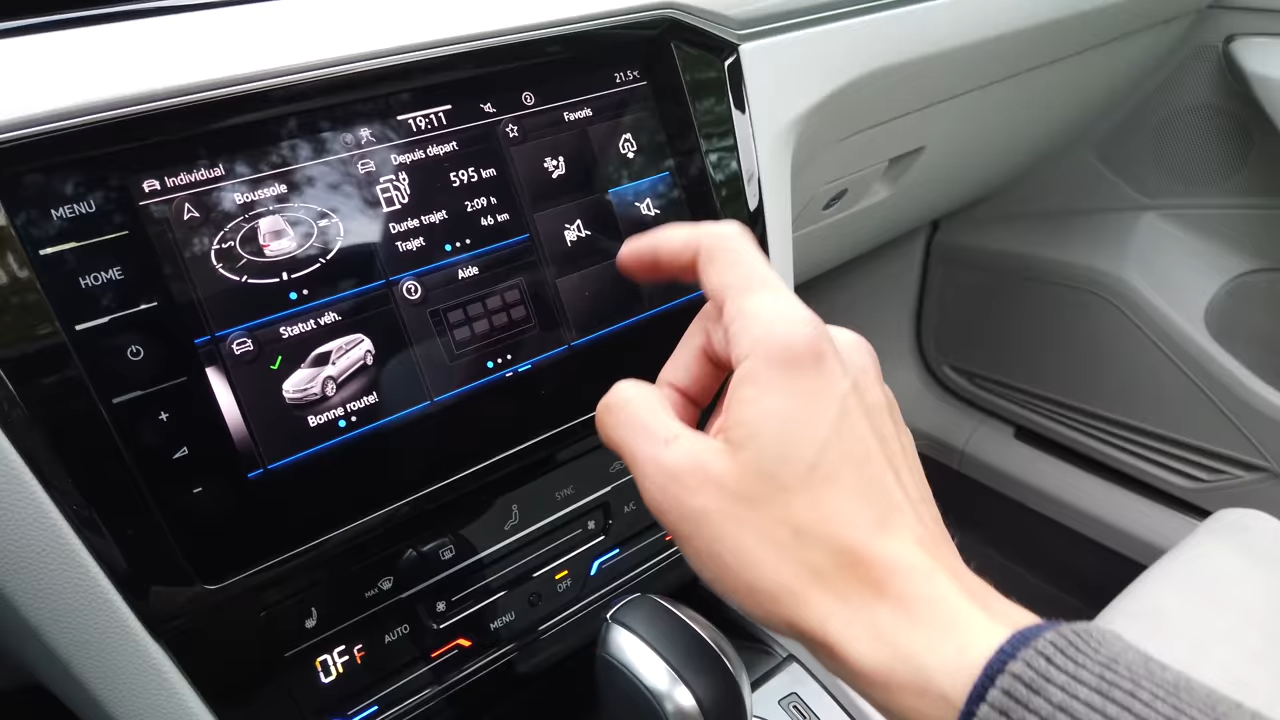 21.5°C
19:11
2
Individual
MENU
HOME
+
-
Boussole
S
N
Depuis départ
595 km
Durée trajet
2:09 h
Trajet
46 km
Favoris
Statut véh.
Bonne route!
?
Aide
SYNC
A/C
MAX
OFF
MENU
AUTO
OFF